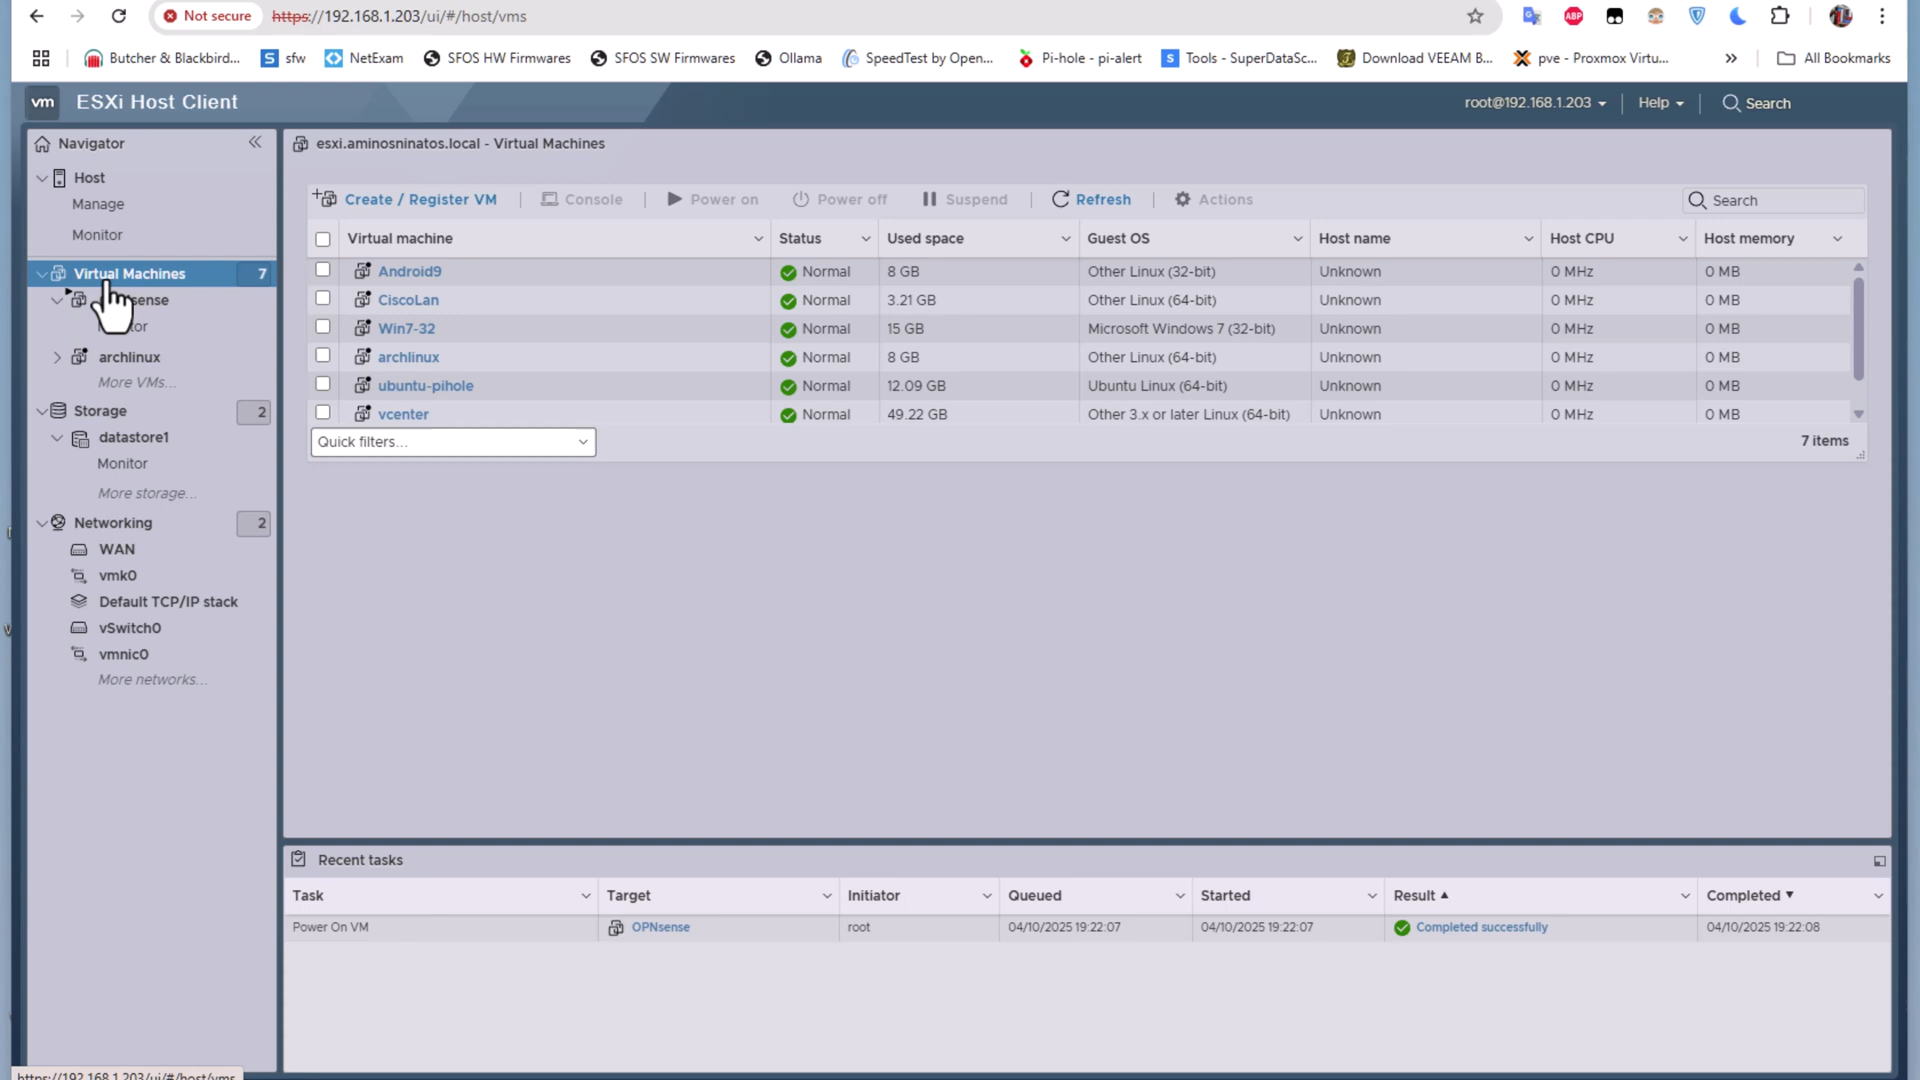 Not secure https://192.168.1.203/ui/#/host/vms
Butcher & Blackbird... sfw NetExam SFOS HW Firmwares SFOS SW Firmwares Ollama SpeedTest by Open... Pi-hole - pi-alert Tools - SuperDataSc... Download VEEAM B... pve - Proxmox Virtu... » All Bookmarks
vm ESXi Host Client root@192.168.1.203 Help Search
Navigator
Host
Manage
Monitor
Virtual Machines 7
sense
tor
archlinux
More VMs...
Storage 2
datastore1
Monitor
More storage...
Networking 2
WAN
vmk0
Default TCP/IP stack
vSwitch0
vmnic0
More networks...
esxi.aminosninatos.local - Virtual Machines
Create / Register VM Console Power on Power off Suspend Refresh Actions Search
Virtual machine Status Used space Guest OS Host name Host CPU Host memory
Android9 Normal 8 GB Other Linux (32-bit) Unknown 0 MHz 0 MB
CiscoLan Normal 3.21 GB Other Linux (64-bit) Unknown 0 MHz 0 MB
Win7-32 Normal 15 GB Microsoft Windows 7 (32-bit) Unknown 0 MHz 0 MB
archlinux Normal 8 GB Other Linux (64-bit) Unknown 0 MHz 0 MB
ubuntu-pihole Normal 12.09 GB Ubuntu Linux (64-bit) Unknown 0 MHz 0 MB
vcenter Normal 49.22 GB Other 3.x or later Linux (64-bit) Unknown 0 MHz 0 MB
Quick filters... 7 items
Recent tasks
Task Target Initiator Queued Started Result Completed
Power On VM OPNsense root 04/10/2025 19:22:07 04/10/2025 19:22:07 Completed successfully 04/10/2025 19:22:08
https://192.168.1.203/ui/#/host/vms